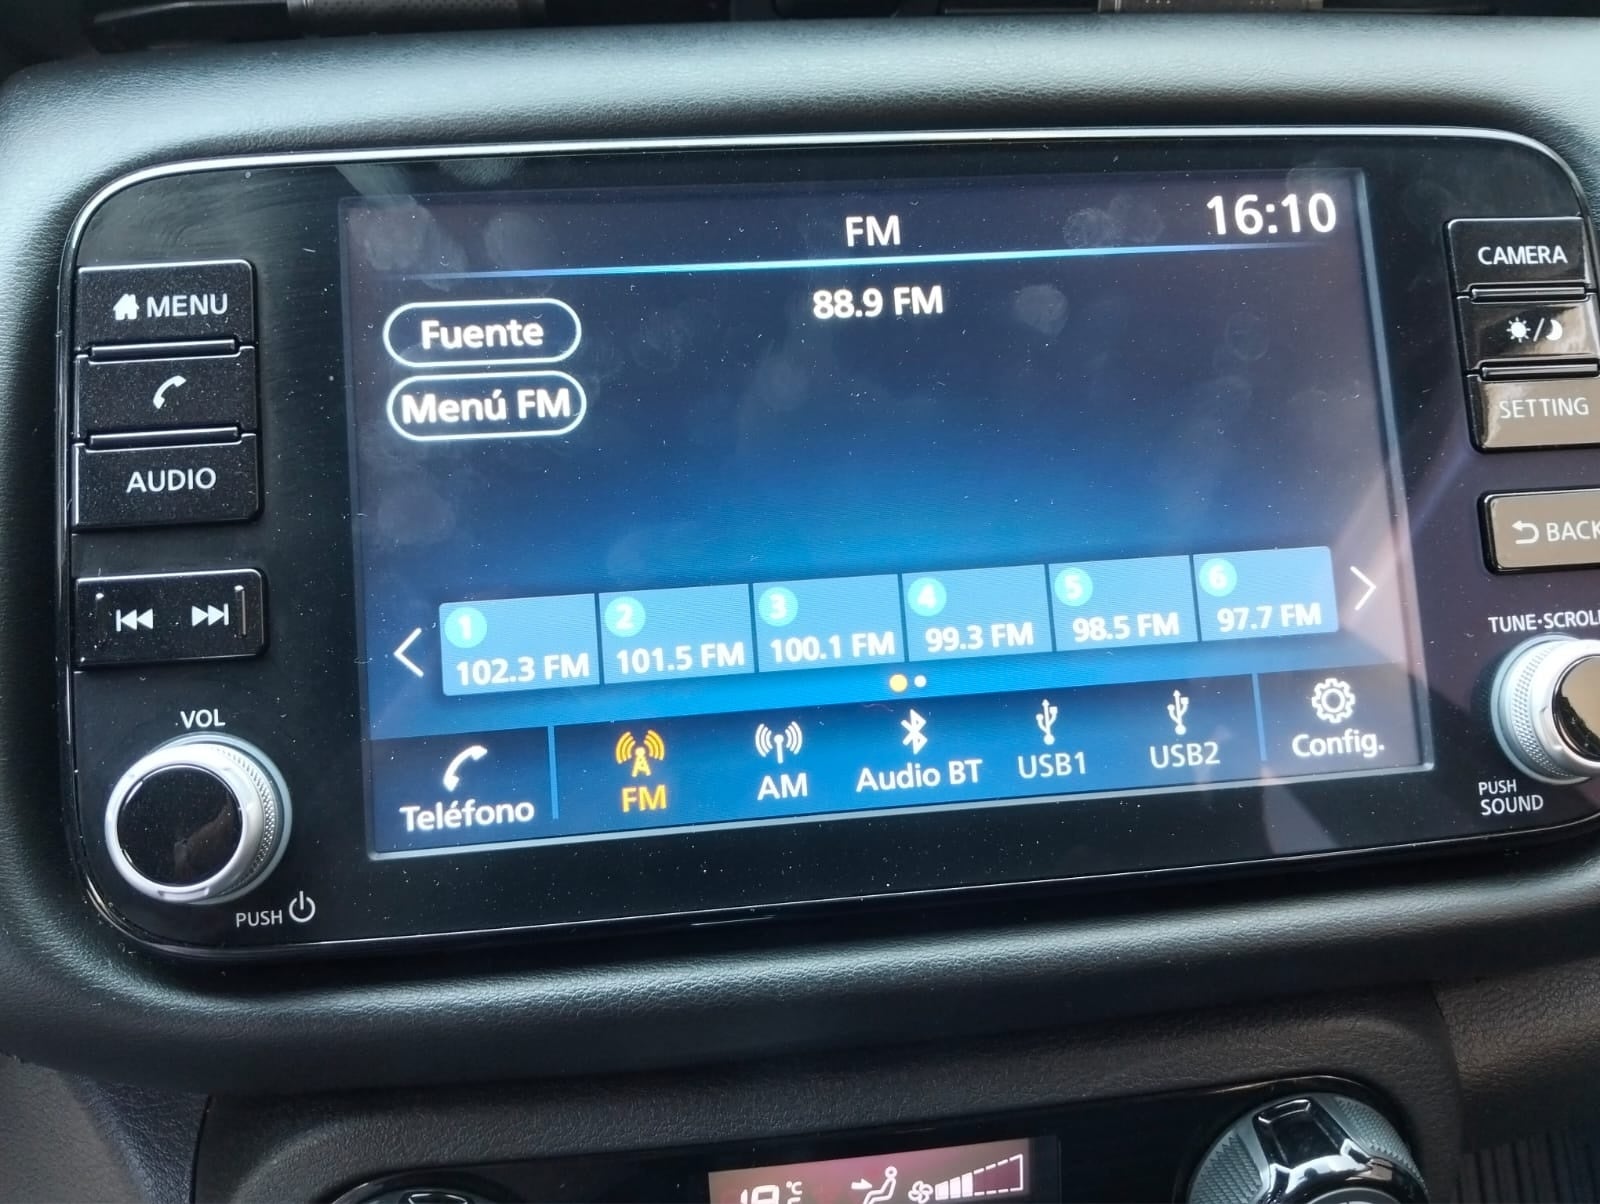 FM
16:10
88.9 FM
Fuente
Menú FM
1 102.3 FM
2 101.5 FM
3 100.1 FM
4 99.3 FM
5 98.5 FM
6 97.7 FM
Teléfono
FM
AM
Audio BT
USB1
USB2
Config.
MENU
AUDIO
VOL
PUSH
CAMERA
SETTING
BACK
TUNE·SCROLL
PUSH
SOUND
°C